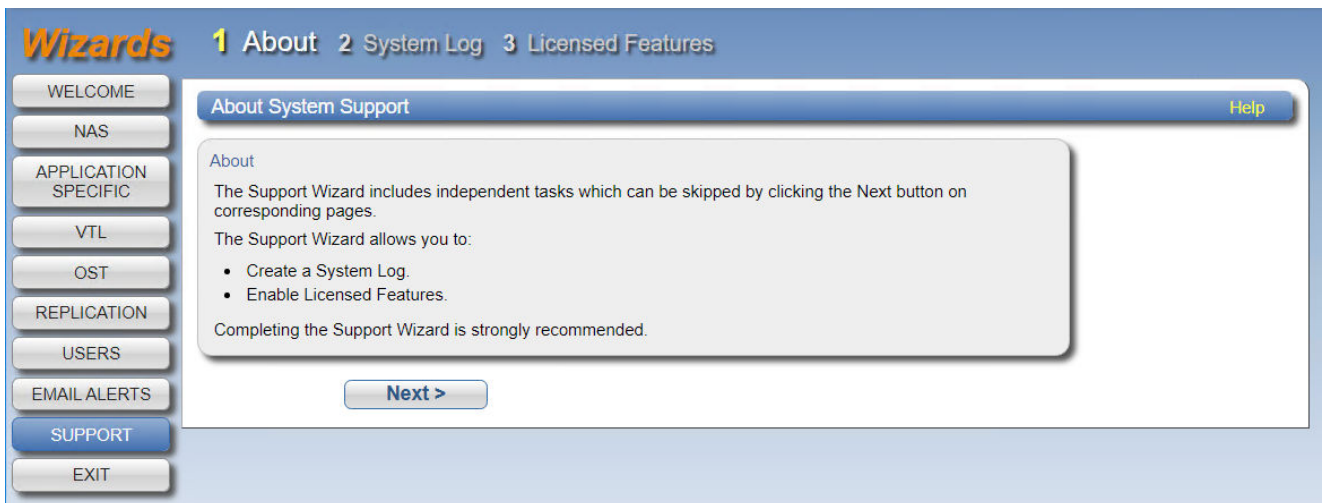 Wizards
1 About 2 System Log 3 Licensed Features
WELCOME
NAS
APPLICATION
SPECIFIC
VTL
OST
REPLICATION
USERS
EMAIL ALERTS
SUPPORT
EXIT
About System Support
Help
About
The Support Wizard includes independent tasks which can be skipped by clicking the Next button on
corresponding pages.
The Support Wizard allows you to:
• Create a System Log.
• Enable Licensed Features.
Completing the Support Wizard is strongly recommended.
Next >